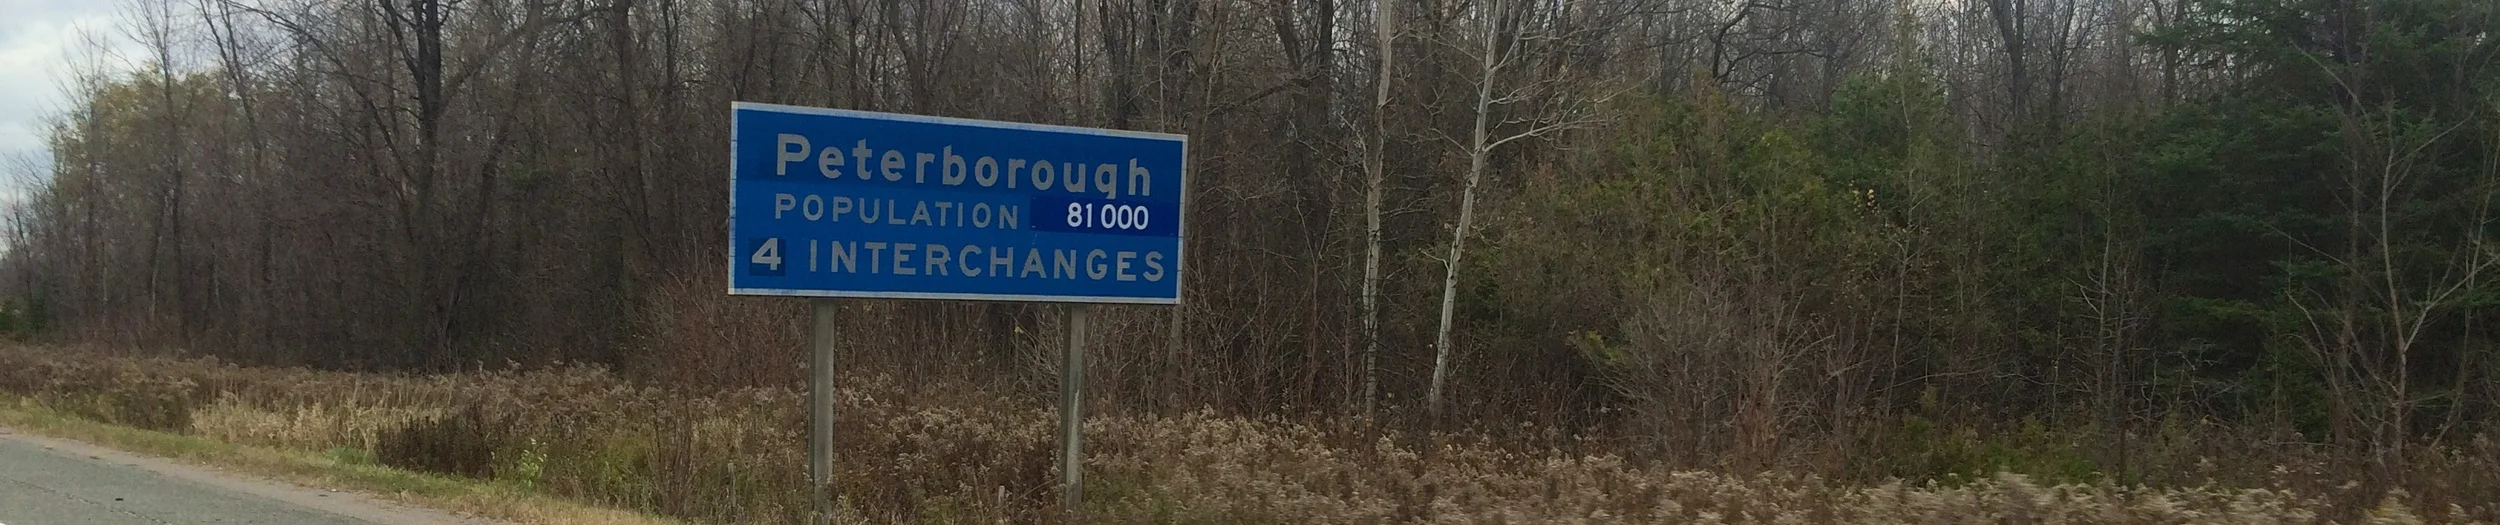 Peterborough
POPULATION 81 000
4 INTERCHANGES